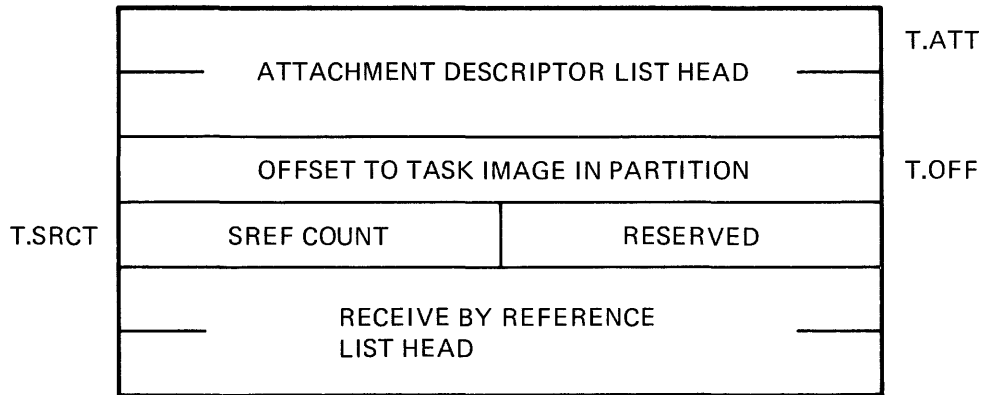 T.ATT
ATTACHMENT DESCRIPTOR LIST HEAD
OFFSET TO TASK IMAGE IN PARTITION T.OFF
T.SRCT SREF COUNT RESERVED
RECEIVE BY REFERENCE
LIST HEAD